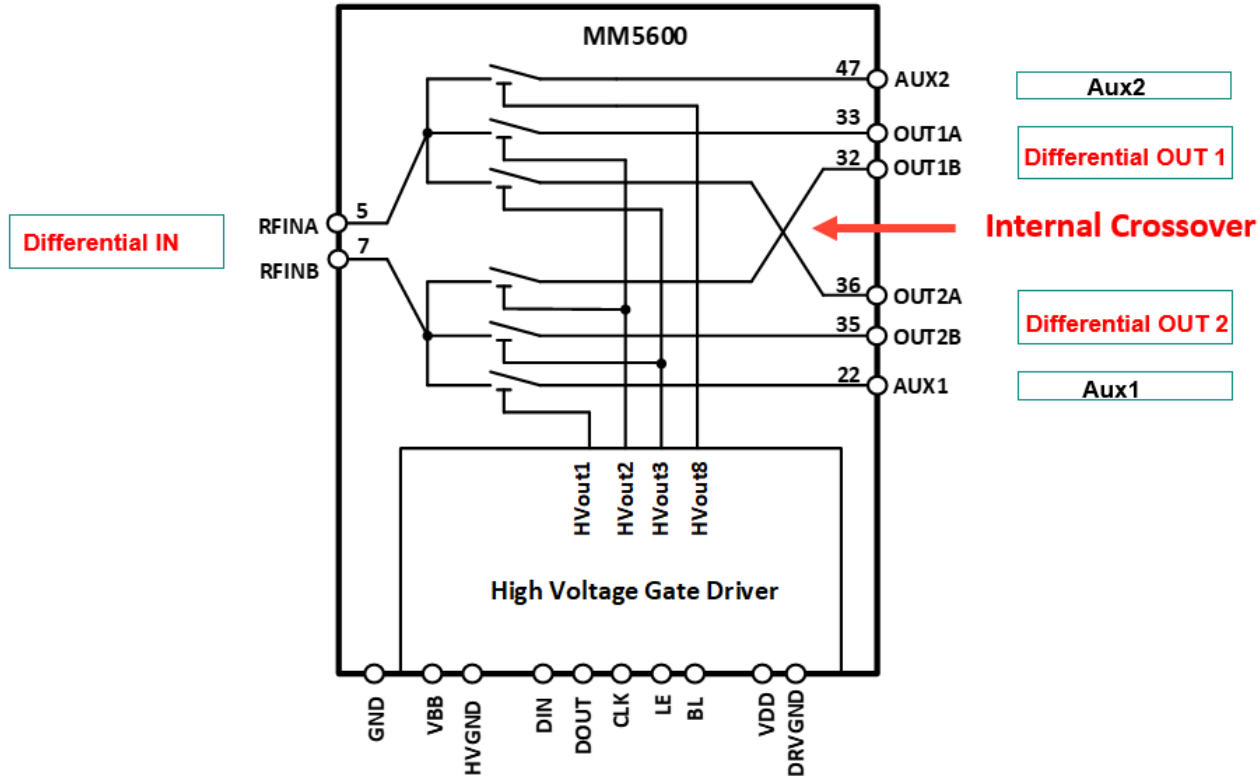 MM5600
47
AUX2
Aux2
33
OUT1A
Differential OUT 1
32
OUT1B
Differential IN
RFINA
5
Internal Crossover
7
RFINB
36
OUT2A
Differential OUT 2
35
OUT2B
22
AUX1
Aux1
HVout1
HVout2
HVout3
HVout8
High Voltage Gate Driver
GND
VBB
HVGND
DIN
DOUT
CLK
LE
BL
VDD
DRVGND